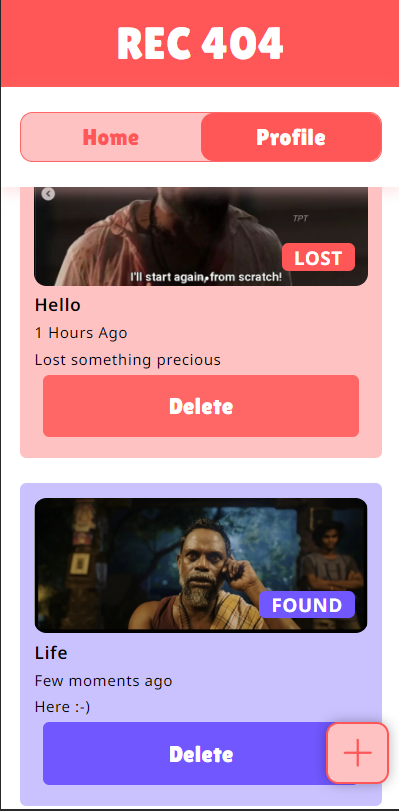 REC 404
Home
Profile
TPT
I'll start again, from scratch!
LOST
Hello
1 Hours Ago
Lost something precious
Delete
FOUND
Life
Few moments ago
Here :-)
Delete